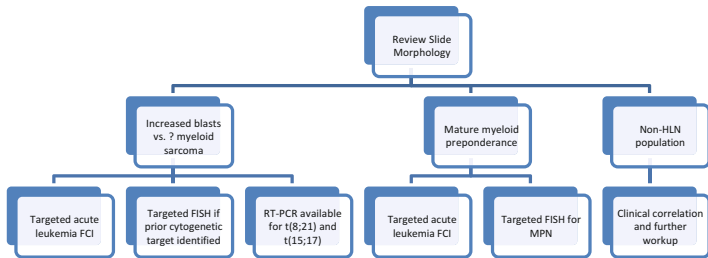 Review Slide
Morphology
Increased blasts
vs. ? myeloid
sarcoma
Mature myeloid
preponderance
Non-HLN
population
Targeted acute
leukemia FCI
Targeted FISH if
prior cytogenetic
target identified
RT-PCR available
for t(8;21) and
t(15;17)
Targeted acute
leukemia FCI
Targeted FISH for
MPN
Clinical correlation
and further
workup